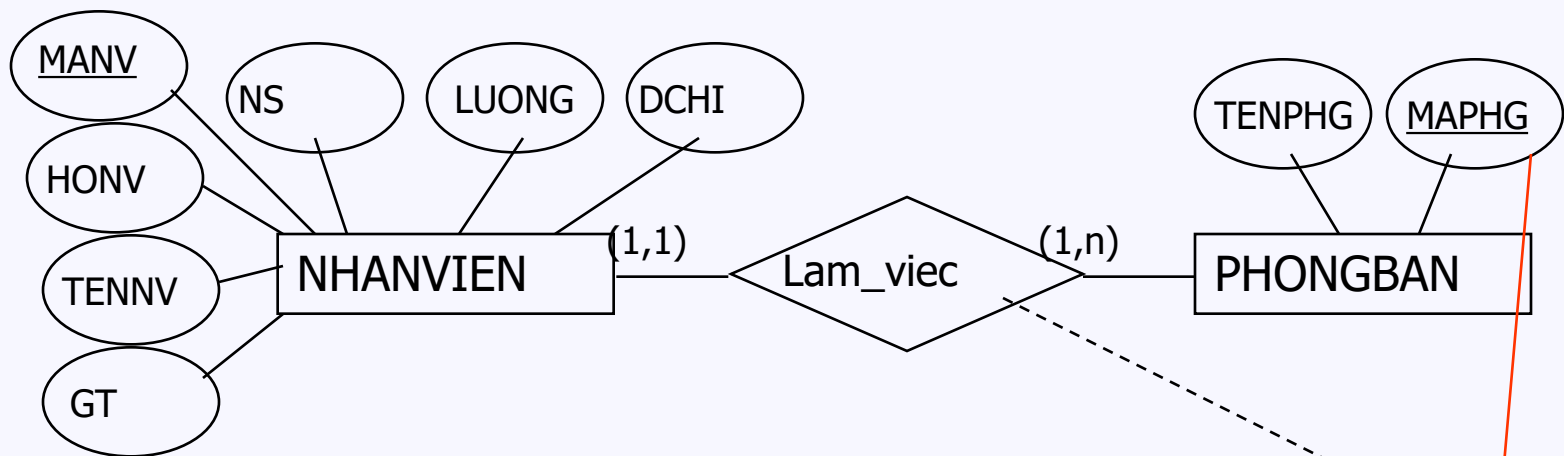 MANV
NS
LUONG
DCHI
TENPHG
MAPHG
HONV
TENNV
GT
NHANVIEN
(1,1)
Lam_viec
(1,n)
PHONGBAN